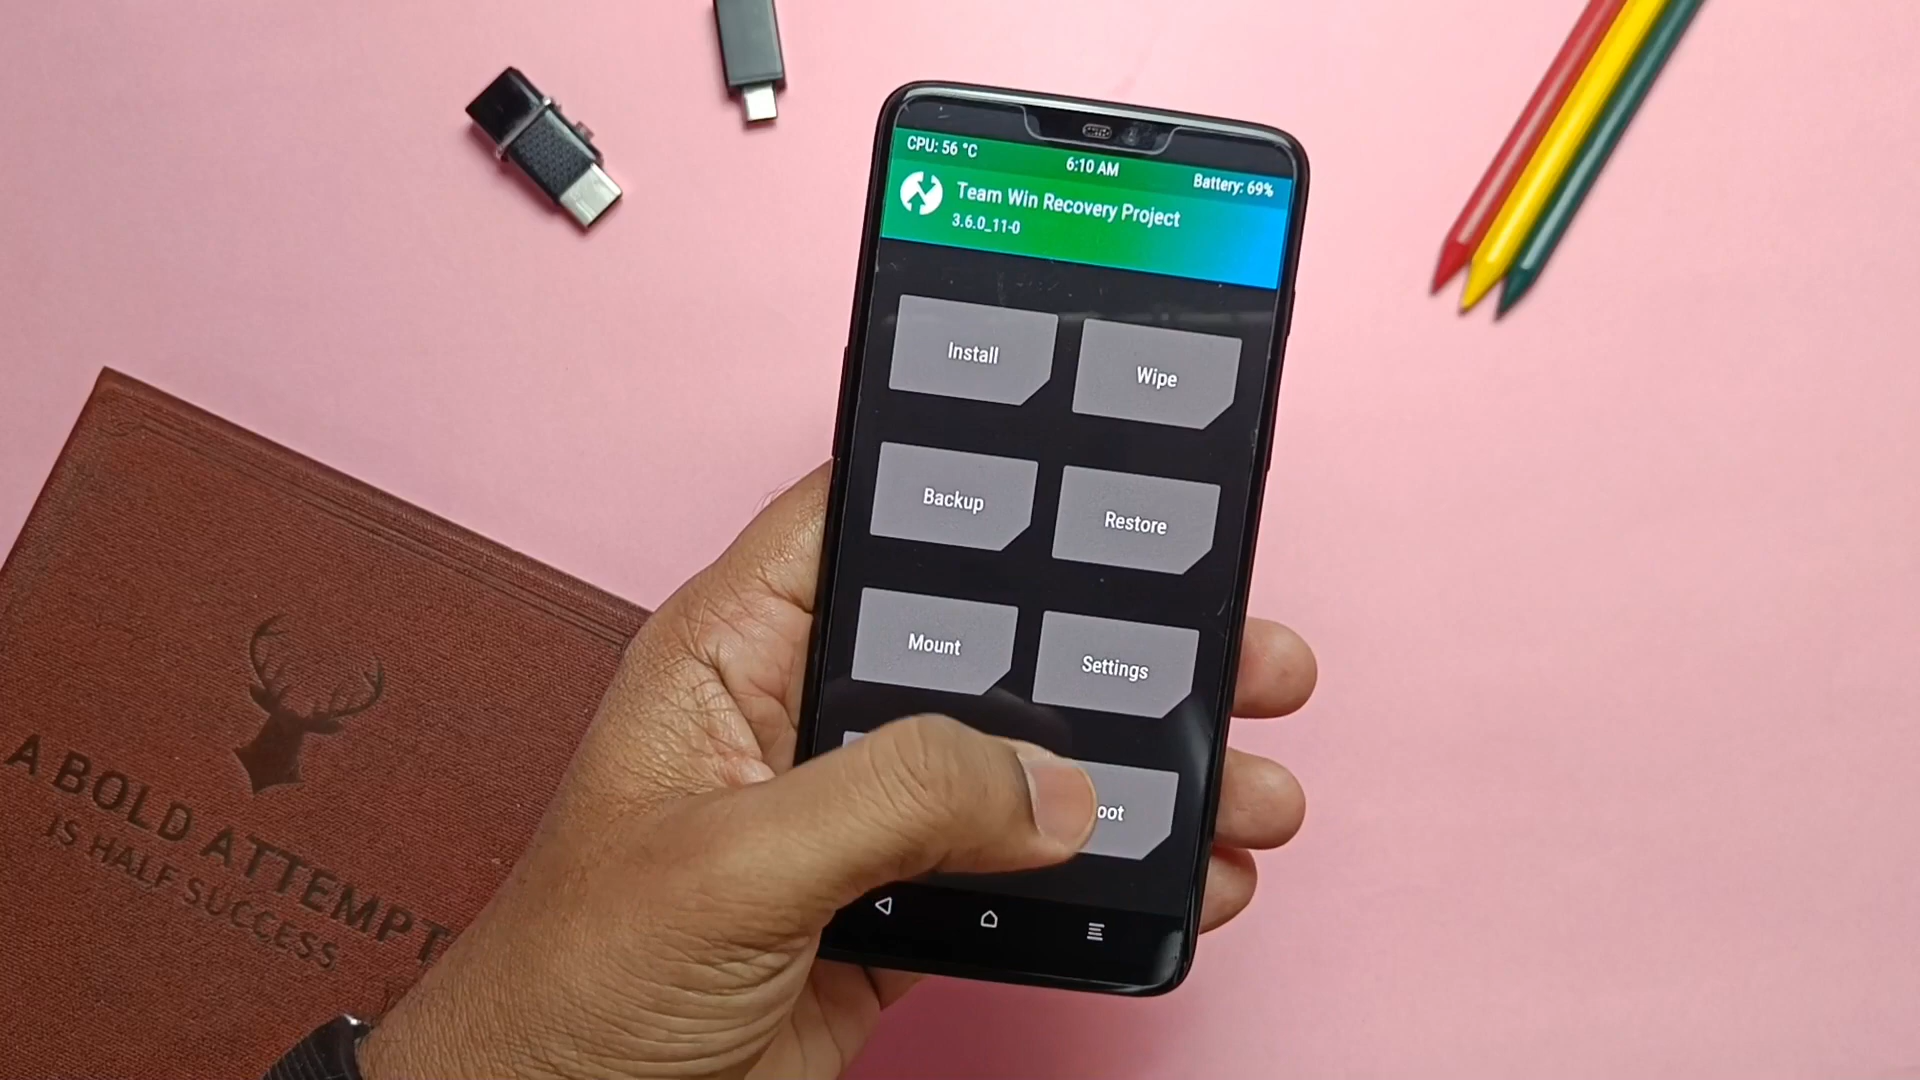 CPU: 56 °C
6:10 AM
Battery: 69%
Team Win Recovery Project
3.6.0_11-0
Install
Wipe
Backup
Restore
Mount
Settings
oot
A BOLD ATTEMPT
IS HALF SUCCESS